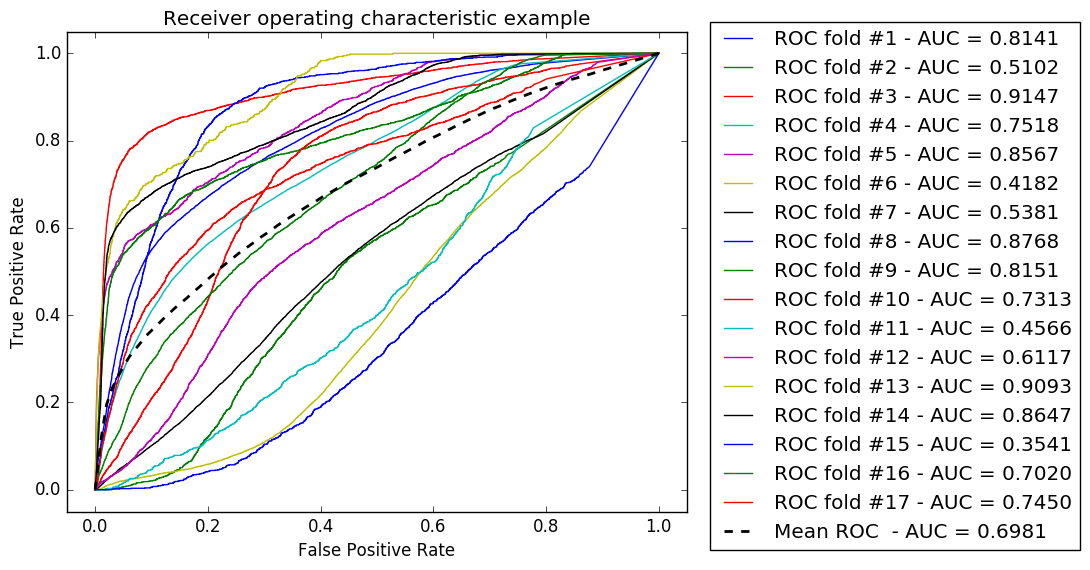 Receiver operating characteristic example
True Positive Rate
1.0
0.8
0.6
0.4
0.2
0.0
0.0 0.2 0.4 0.6 0.8 1.0
False Positive Rate
ROC fold #1 - AUC = 0.8141
ROC fold #2 - AUC = 0.5102
ROC fold #3 - AUC = 0.9147
ROC fold #4 - AUC = 0.7518
ROC fold #5 - AUC = 0.8567
ROC fold #6 - AUC = 0.4182
ROC fold #7 - AUC = 0.5381
ROC fold #8 - AUC = 0.8768
ROC fold #9 - AUC = 0.8151
ROC fold #10 - AUC = 0.7313
ROC fold #11 - AUC = 0.4566
ROC fold #12 - AUC = 0.6117
ROC fold #13 - AUC = 0.9093
ROC fold #14 - AUC = 0.8647
ROC fold #15 - AUC = 0.3541
ROC fold #16 - AUC = 0.7020
ROC fold #17 - AUC = 0.7450
Mean ROC  - AUC = 0.6981